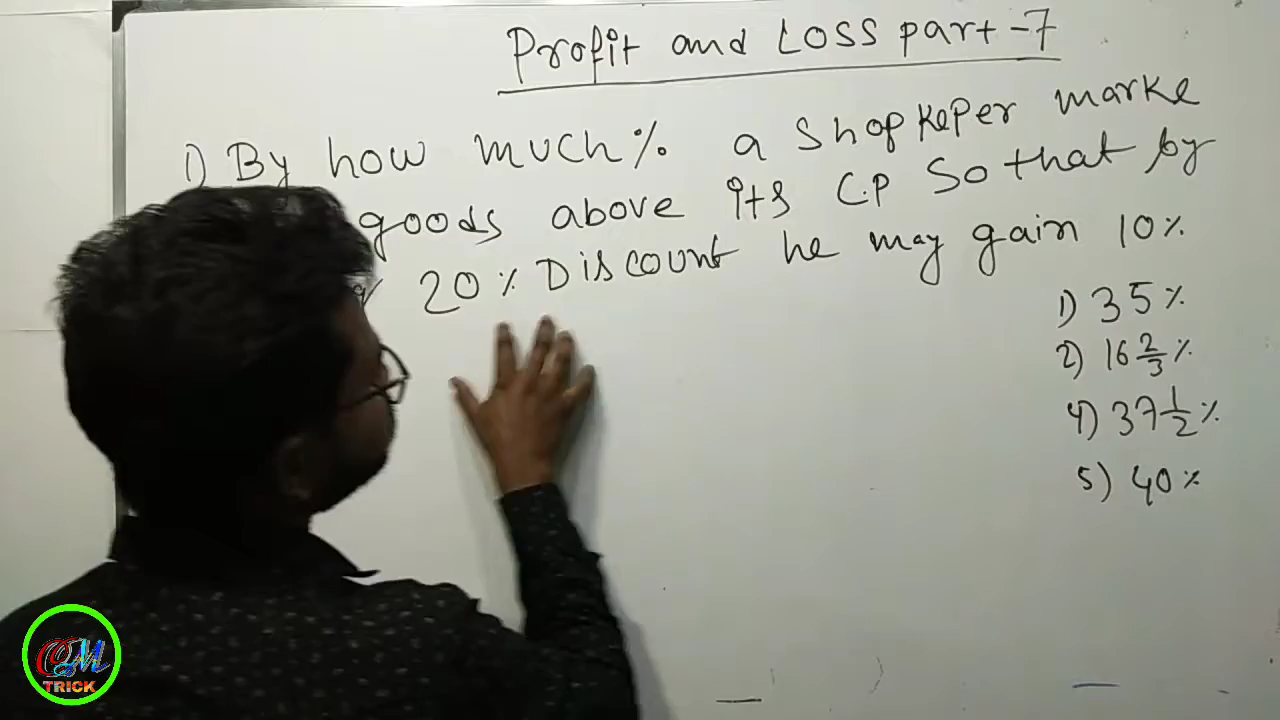 Profit and LOSS part-7
1) By how much% a ShopKePer marke
goods above its C.P So that by
20% Discount he may gain 10%
1) 35%
2) 16 2/3 %
4) 37 1/2 %
5) 40%
OM
TRICK